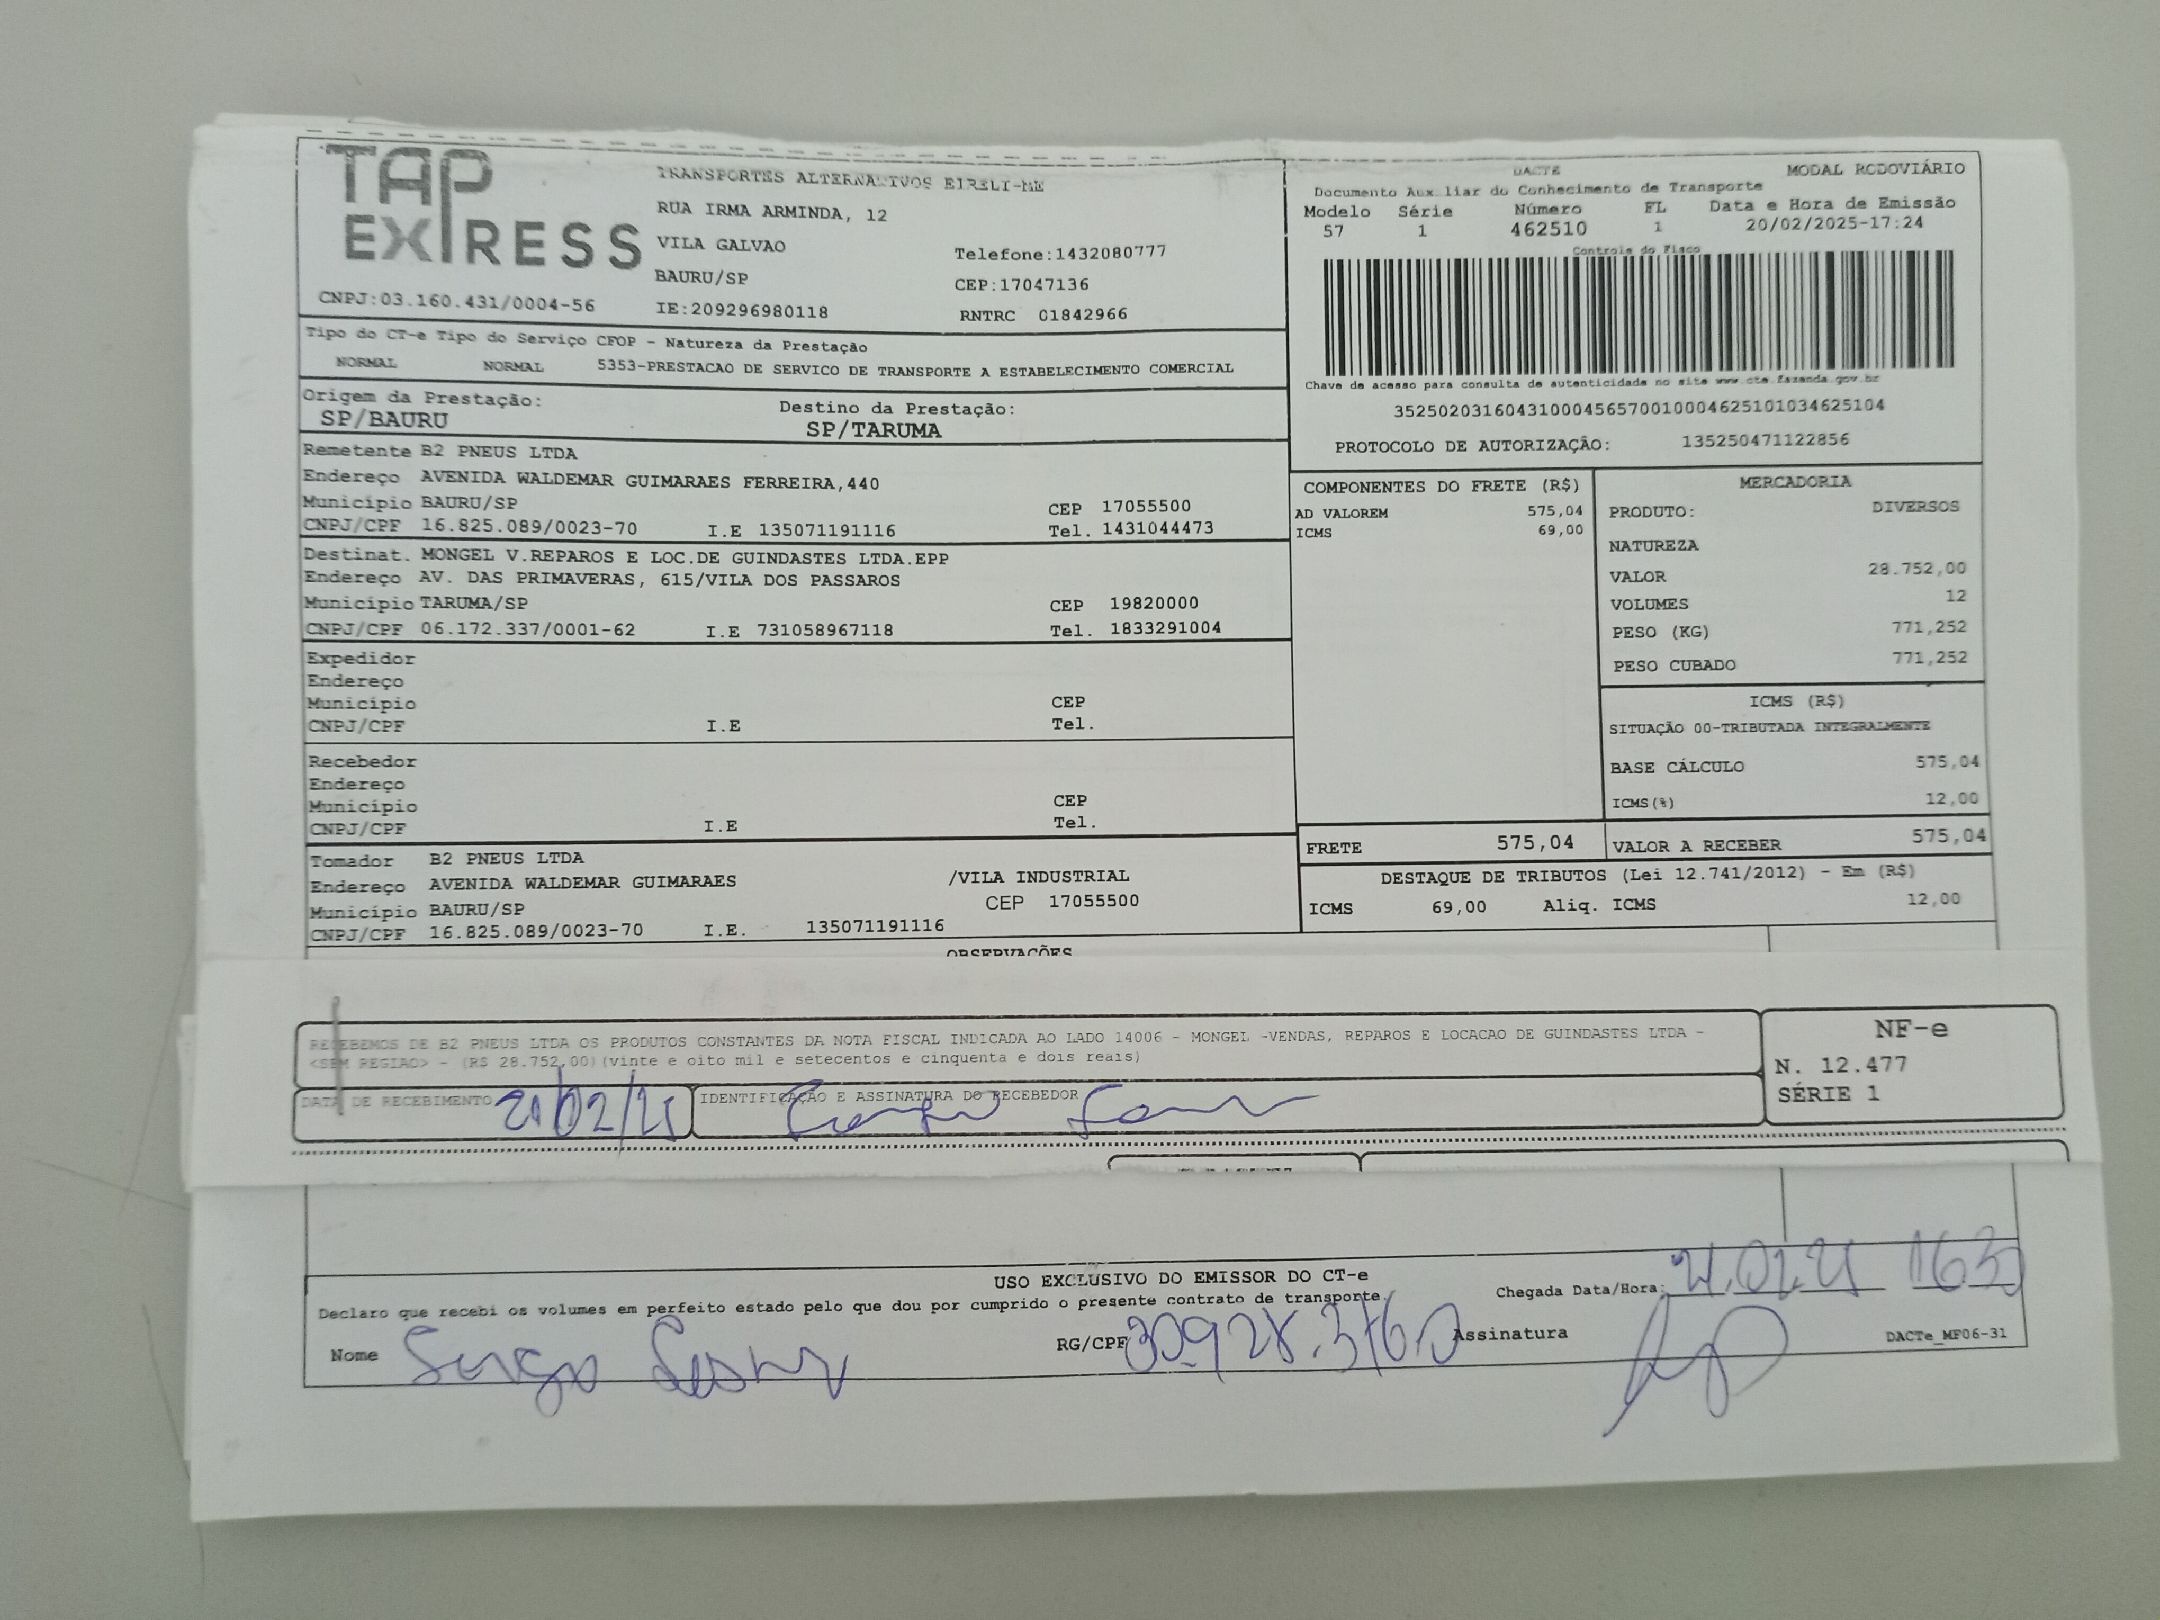 TAP EXPRESS
CNPJ:03.160.431/0004-56
TRANSPORTES ALTERNATIVOS EIRELI-ME
RUA IRMA ARMINDA, 12
VILA GALVAO
BAURU/SP
IE:209296980118
Telefone:1432080777
CEP:17047136
RNTRC 01842966
DACTE
MODAL RODOVIÁRIO
Documento Auxiliar do Conhecimento de Transporte
Modelo Série Número FL Data e Hora de Emissão
57 1 462510 1 20/02/2025-17:24
Controle do Fisco
Chave de acesso para consulta de autenticidade no site www.cte.fazenda.gov.br
35250203160431000456570010004625101034625104
PROTOCOLO DE AUTORIZAÇÃO: 135250471122856
Tipo do CT-e Tipo do Serviço CFOP - Natureza da Prestação
NORMAL NORMAL 5353-PRESTACAO DE SERVICO DE TRANSPORTE A ESTABELECIMENTO COMERCIAL
Origem da Prestação: Destino da Prestação:
SP/BAURU SP/TARUMA
Remetente B2 PNEUS LTDA
Endereço AVENIDA WALDEMAR GUIMARAES FERREIRA,440
Município BAURU/SP CEP 17055500
CNPJ/CPF 16.825.089/0023-70 I.E 135071191116 Tel. 1431044473
Destinat. MONGEL V.REPAROS E LOC.DE GUINDASTES LTDA.EPP
Endereço AV. DAS PRIMAVERAS, 615/VILA DOS PASSAROS
Município TARUMA/SP CEP 19820000
CNPJ/CPF 06.172.337/0001-62 I.E 731058967118 Tel. 1833291004
Expedidor
Endereço
Município CEP
CNPJ/CPF I.E Tel.
Recebedor
Endereço
Município CEP
CNPJ/CPF I.E Tel.
Tomador B2 PNEUS LTDA
Endereço AVENIDA WALDEMAR GUIMARAES /VILA INDUSTRIAL
Município BAURU/SP CEP 17055500
CNPJ/CPF 16.825.089/0023-70 I.E. 135071191116
COMPONENTES DO FRETE (R$)
AD VALOREM 575,04
ICMS 69,00
MERCADORIA
PRODUTO: DIVERSOS
NATUREZA
VALOR 28.752,00
VOLUMES 12
PESO (KG) 771,252
PESO CUBADO 771,252
ICMS (R$)
SITUAÇÃO 00-TRIBUTADA INTEGRALMENTE
BASE CÁLCULO 575,04
ICMS(%) 12,00
FRETE 575,04 VALOR A RECEBER 575,04
DESTAQUE DE TRIBUTOS (Lei 12.741/2012) - Em (R$)
ICMS 69,00 Aliq. ICMS 12,00
OBSERVAÇÕES
RECEBEMOS DE B2 PNEUS LTDA OS PRODUTOS CONSTANTES DA NOTA FISCAL INDICADA AO LADO 14006 - MONGEL -VENDAS, REPAROS E LOCACAO DE GUINDASTES LTDA -
<SEM REGIAO> - (R$ 28.752,00)(vinte e oito mil e setecentos e cinquenta e dois reais)
DATA DE RECEBIMENTO 21/02/25
IDENTIFICAÇÃO E ASSINATURA DO RECEBEDOR
NF-e
N. 12.477
SÉRIE 1
USO EXCLUSIVO DO EMISSOR DO CT-e
Declaro que recebi os volumes em perfeito estado pelo que dou por cumprido o presente contrato de transporte.
Chegada Data/Hora:
Nome
RG/CPF
Assinatura
DACTe_MF06-31